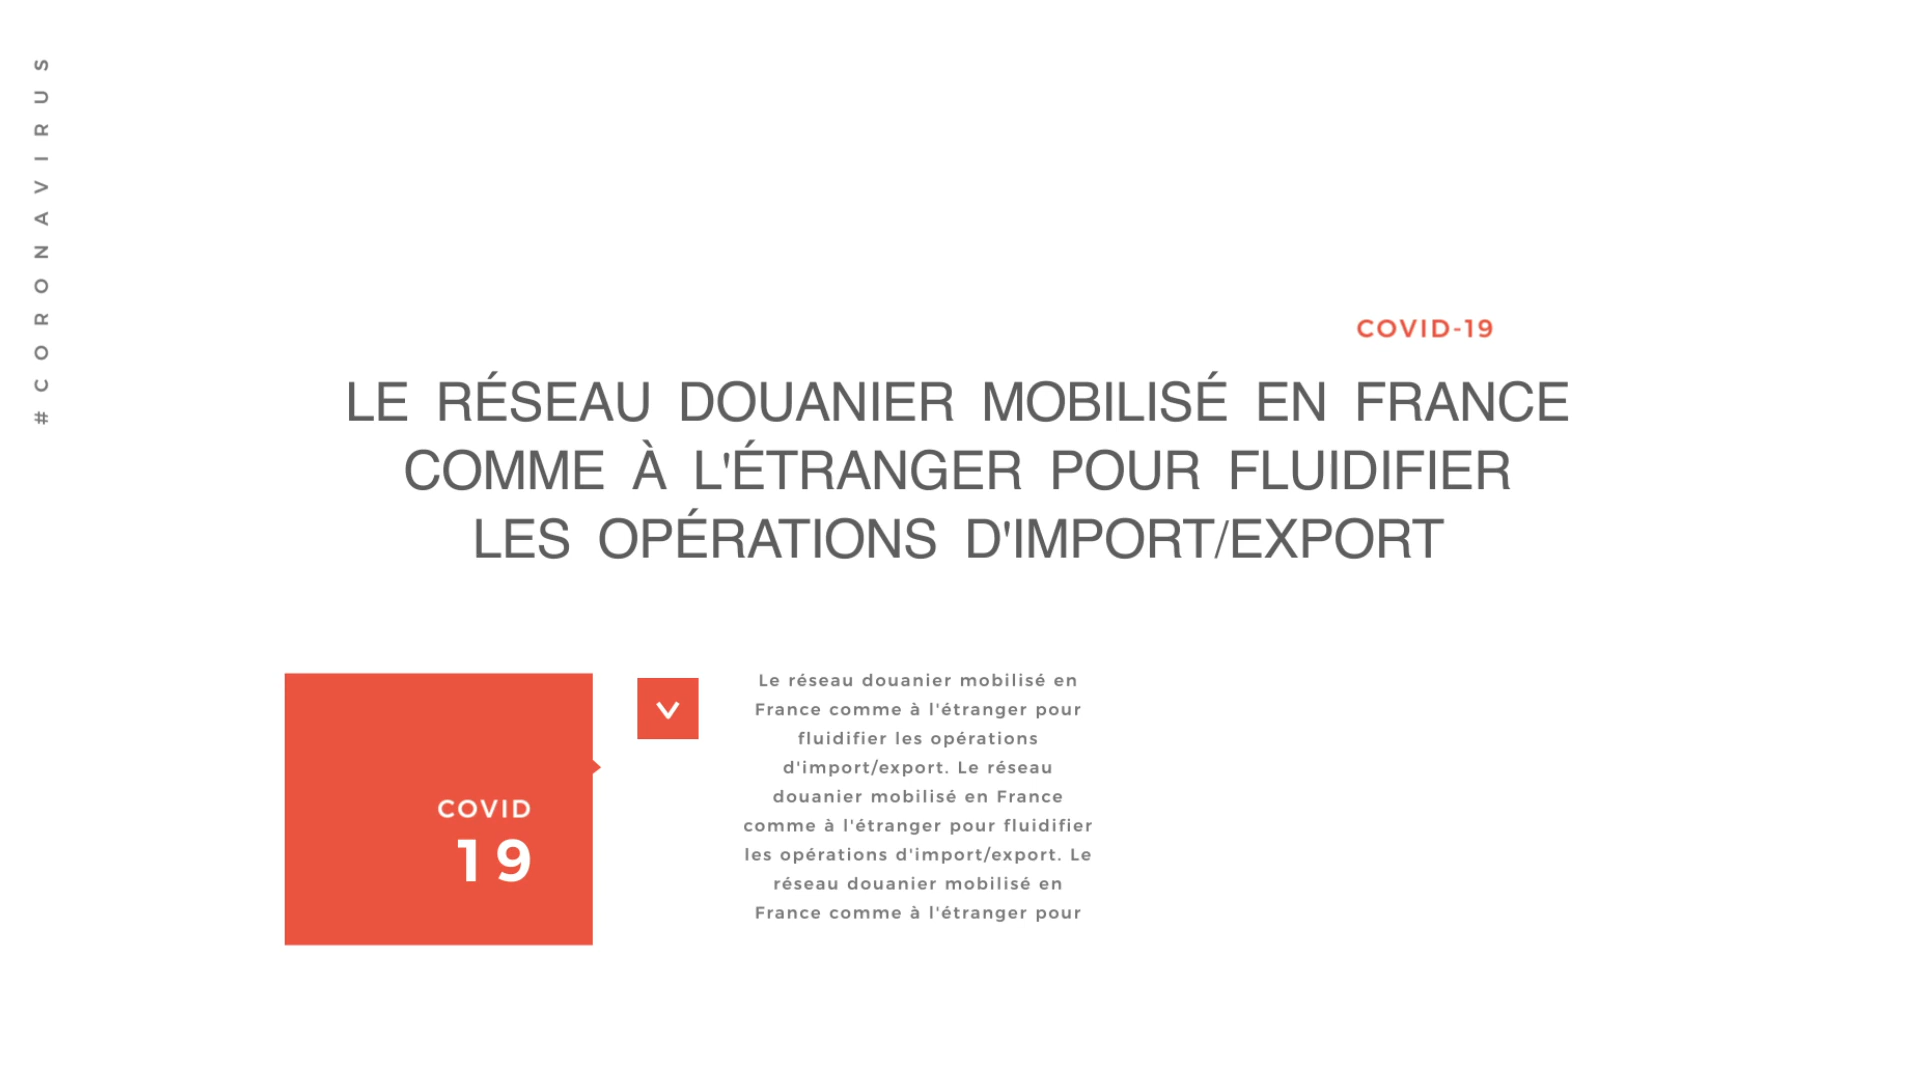 #CORONAVIRUS
COVID-19
LE RÉSEAU DOUANIER MOBILISÉ EN FRANCE
COMME À L'ÉTRANGER POUR FLUIDIFIER
LES OPÉRATIONS D'IMPORT/EXPORT
COVID
19
Le réseau douanier mobilisé en
France comme à l'étranger pour
fluidifier les opérations
d'import/export. Le réseau
douanier mobilisé en France
comme à l'étranger pour fluidifier
les opérations d'import/export. Le
réseau douanier mobilisé en
France comme à l'étranger pour